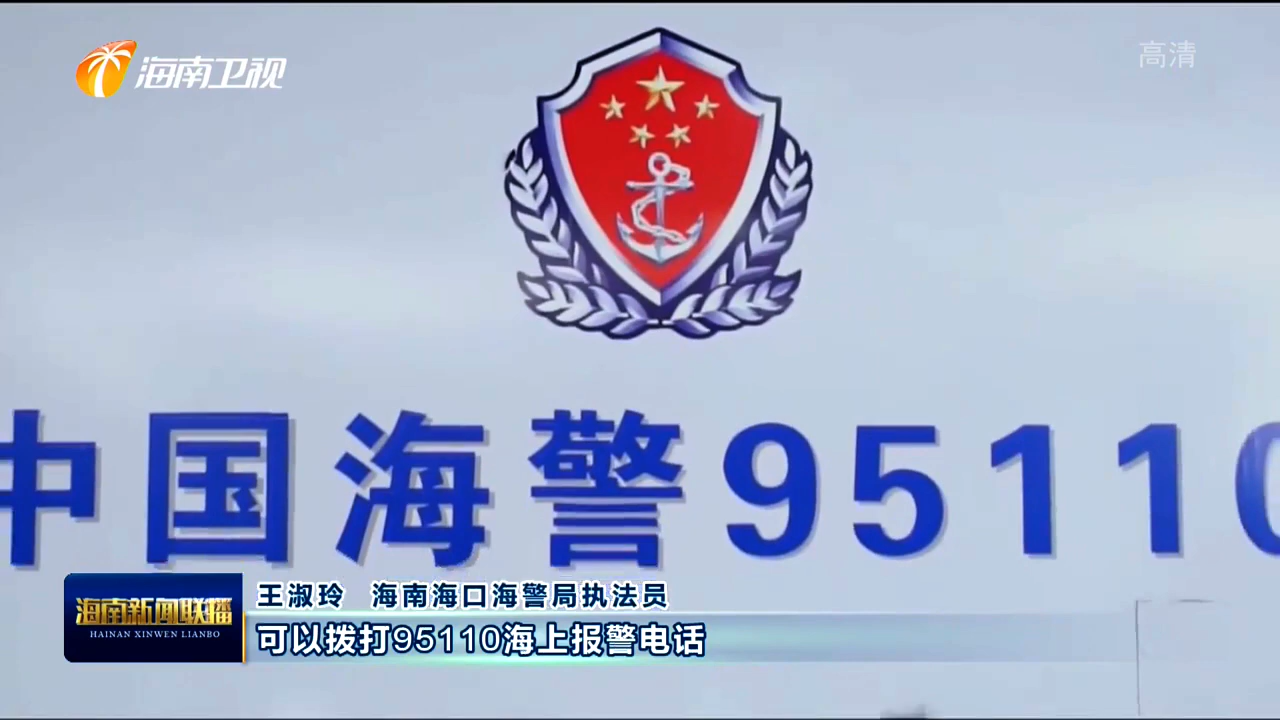 海南卫视
高清
中国海警95110
王淑玲 海南海口海警局执法员
海南新闻联播
HAINAN XINWEN LIANBO
可以拨打95110海上报警电话